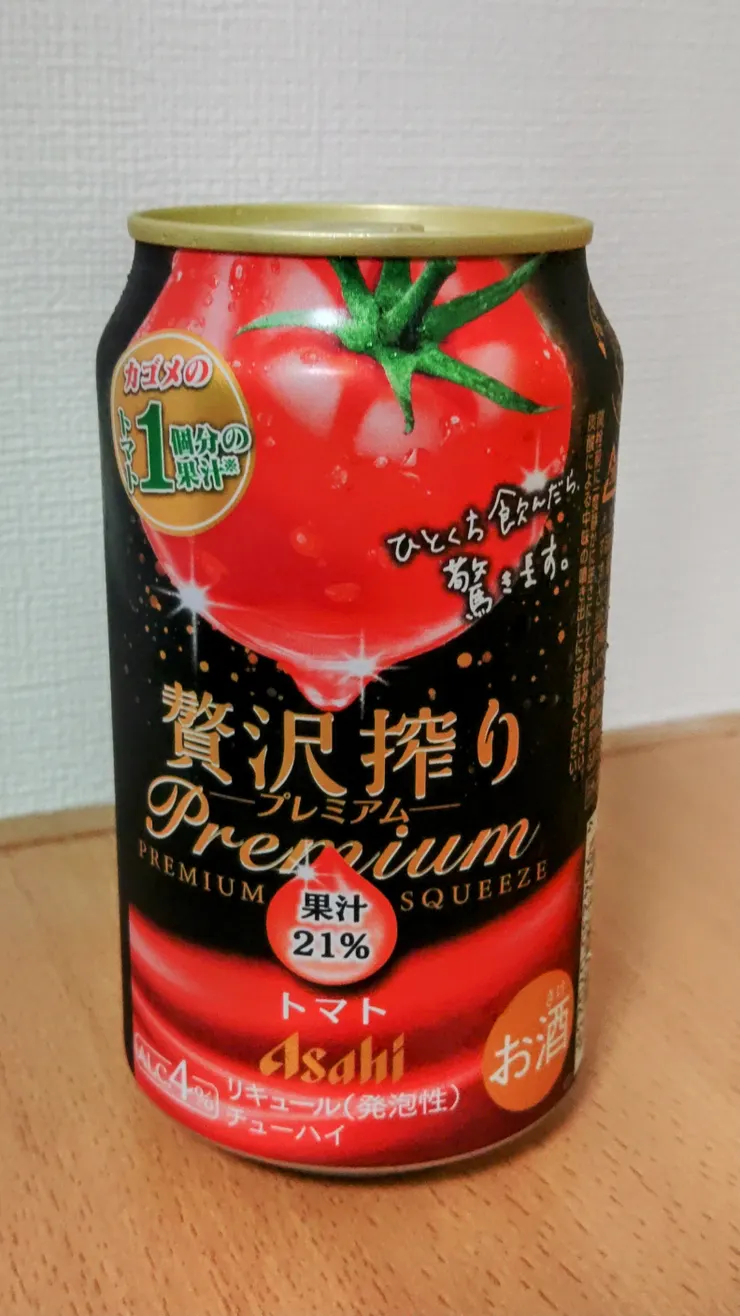 カゴメの
トマト
1個分の
果汁※
ひとくち飲んだら、
驚きます。
贅沢搾り
プレミアム
Premium
PREMIUM SQUEEZE
果汁
21%
トマト
Asahi
ALC.4%
リキュール(発泡性)
チューハイ
さけ
お酒